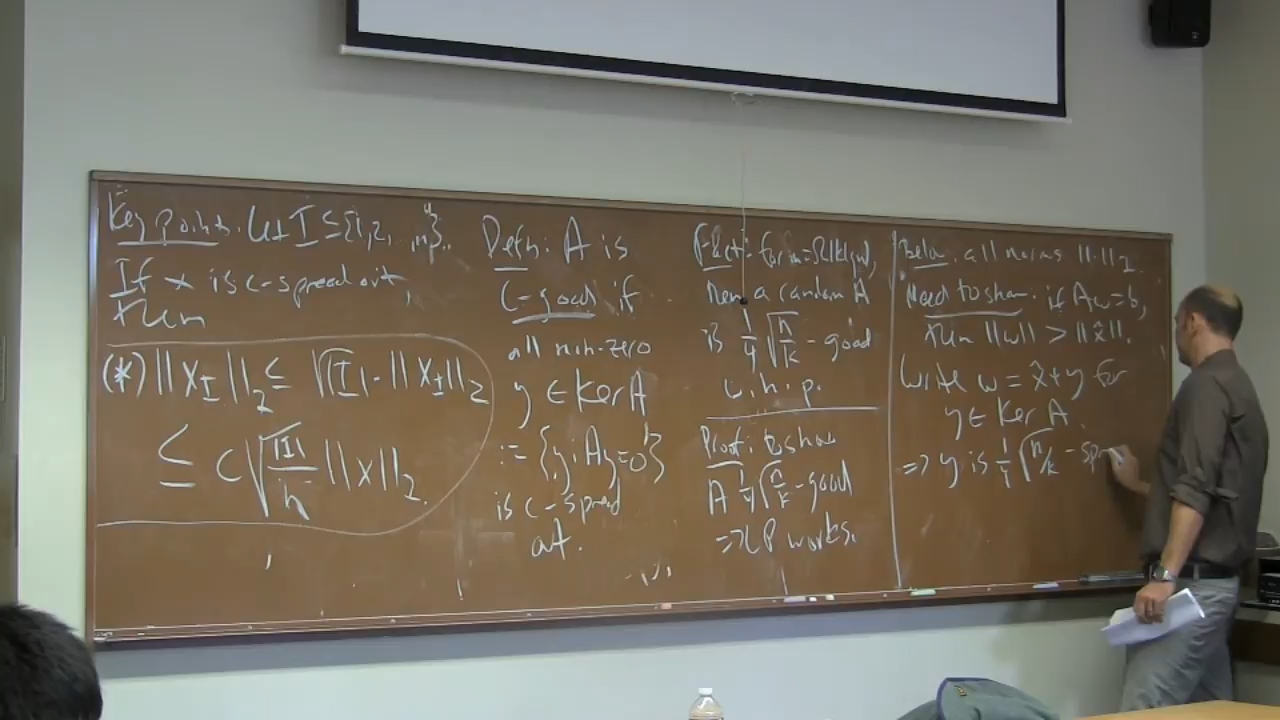 Key point. Let I ⊆ {1,2, ..,n}.
If x is c-spread out,
then
(*) ||x_I||_2 ≤ √|I| · ||x_I||_2
≤ C √(|I|/n) ||x||_2.
Defn: A is
C-good if
all non-zero
y ∈ Ker A
:= {y: Ay=0}
is c-spread
out.
Fact: for m=Ω(k lg n),
then a random A
is 1/4 √(n/k) - good
w.h.p.
Proof: to show
A 1/4 √(n/k) - good
=> LP works.
Below, all norms ||·||_2.
Need to show. if Aw=b,
then ||w|| > ||x̂||.
Write w = x̂+y for
y ∈ Ker A.
=> y is 1/4 √(n/k) - spr